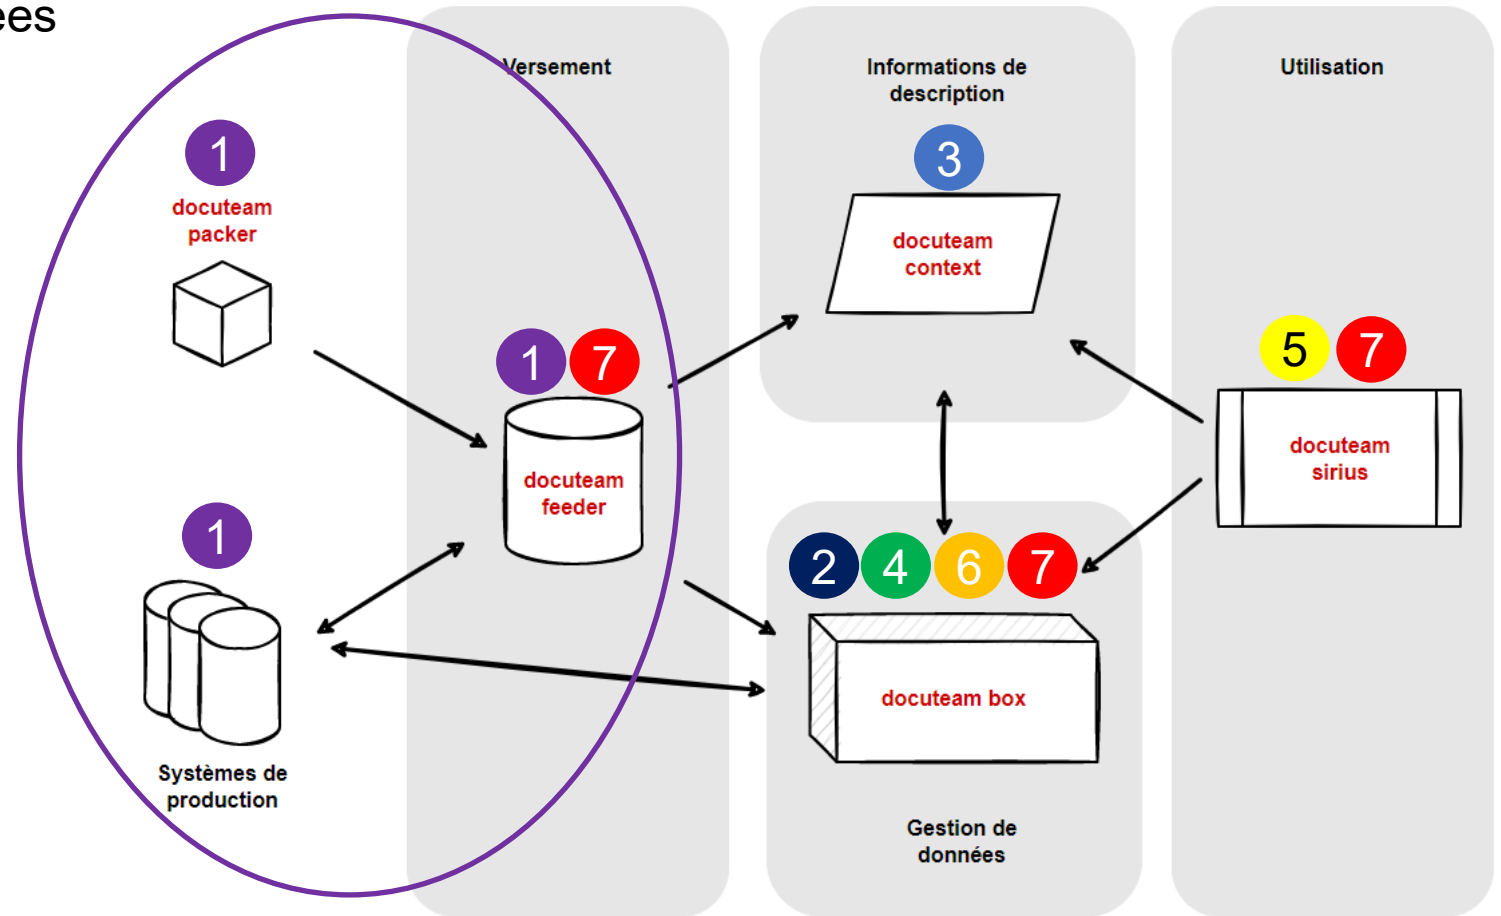 Versement
Informations de
description
Utilisation
1
docuteam
packer
3
docuteam
context
1 7
docuteam
feeder
5 7
docuteam
sirius
1
Systèmes de
production
2 4 6 7
docuteam box
Gestion de
données